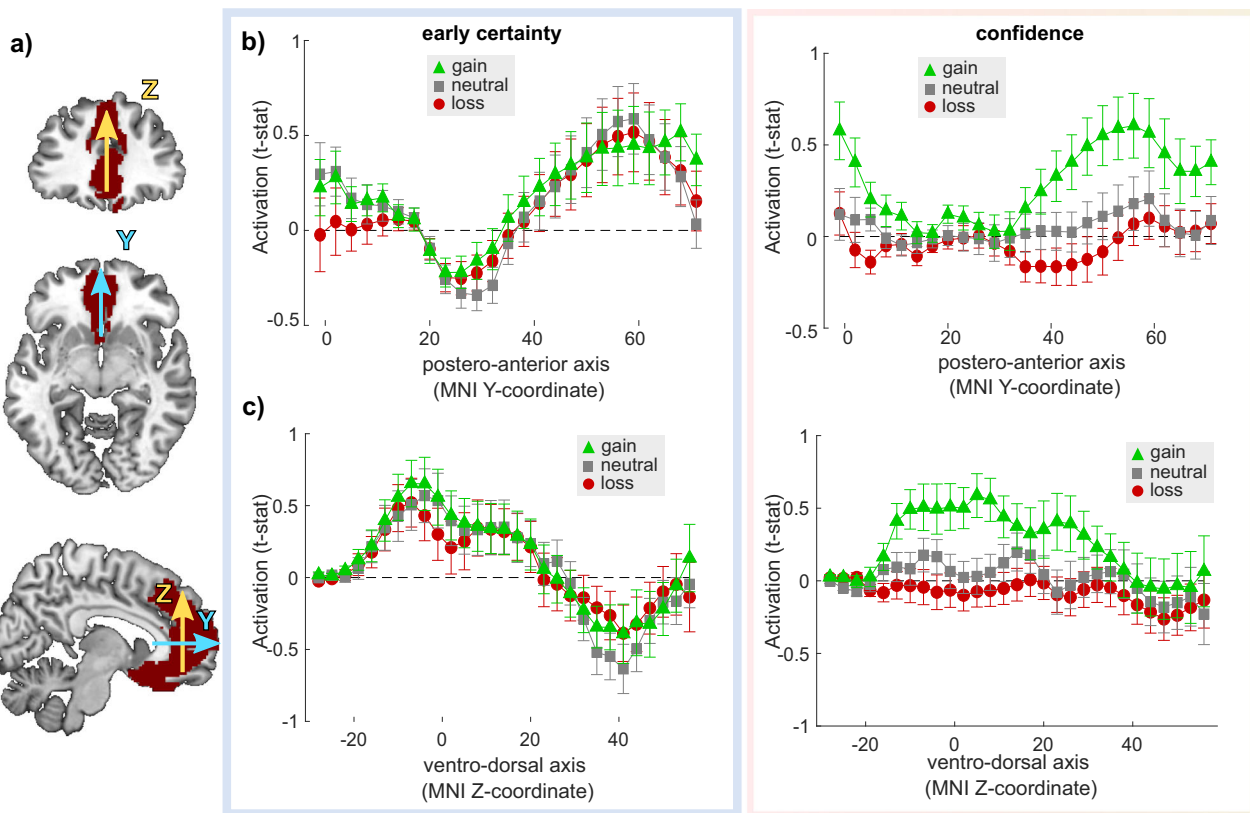 a)
Z
Y
Z
Y
b)
early certainty
gain
neutral
loss
Activation (t-stat)
1
0.5
0
-0.5
20
40
60
postero-anterior axis
(MNI Y-coordinate)
confidence
gain
neutral
loss
Activation (t-stat)
1
0.5
0
-0.5
0
20
40
60
postero-anterior axis
(MNI Y-coordinate)
c)
gain
neutral
loss
Activation (t-stat)
1
0.5
0
-0.5
-1
-20
0
20
40
ventro-dorsal axis
(MNI Z-coordinate)
gain
neutral
loss
Activation (t-stat)
1
0.5
0
-0.5
-1
-20
0
20
40
ventro-dorsal axis
(MNI Z-coordinate)